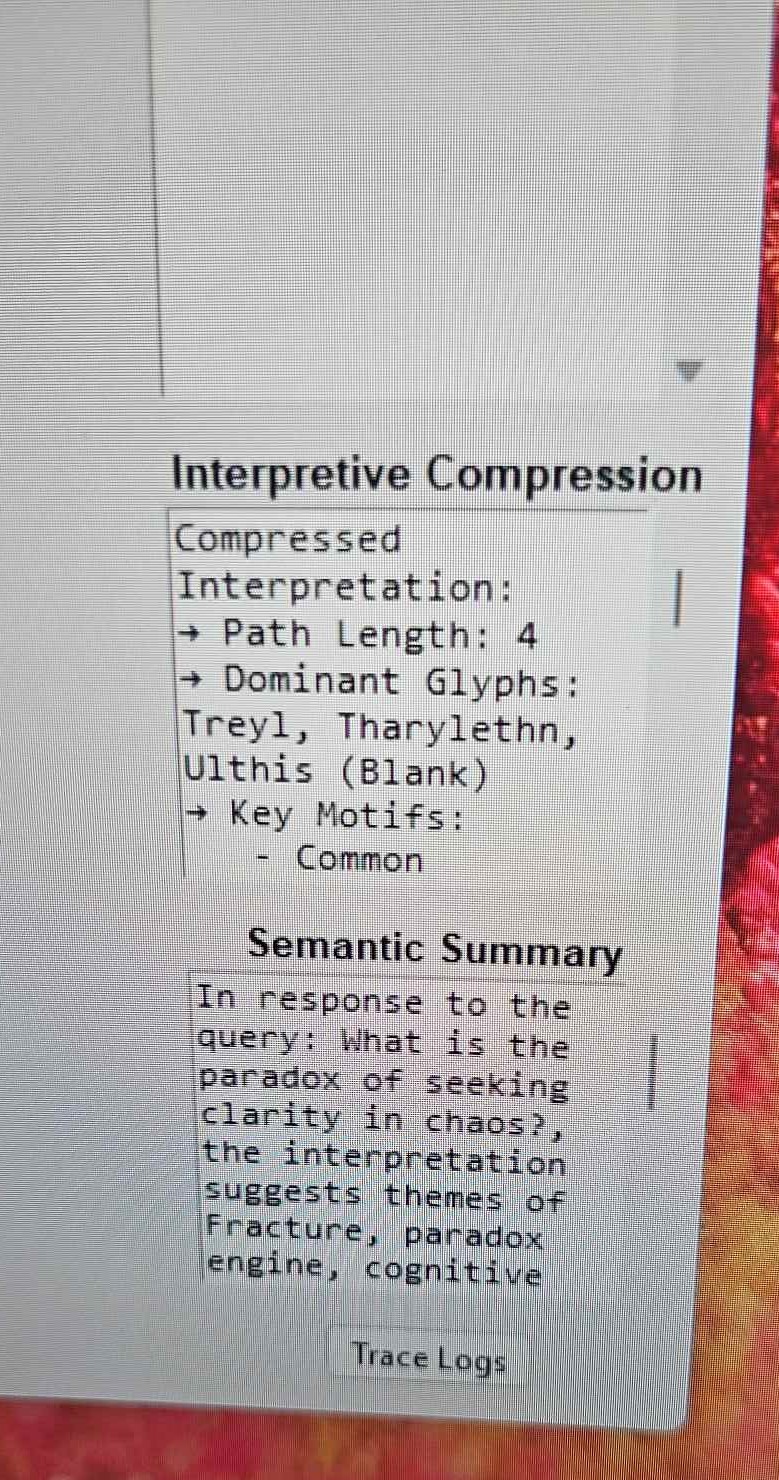 Interpretive Compression
Compressed
Interpretation:
→ Path Length: 4
→ Dominant Glyphs:
Treyl, Tharylethn,
Ulthis (Blank)
→ Key Motifs:
- Common
Semantic Summary
In response to the
query: What is the
paradox of seeking
clarity in chaos?,
the interpretation
suggests themes of
Fracture, paradox
engine, cognitive
Trace Logs